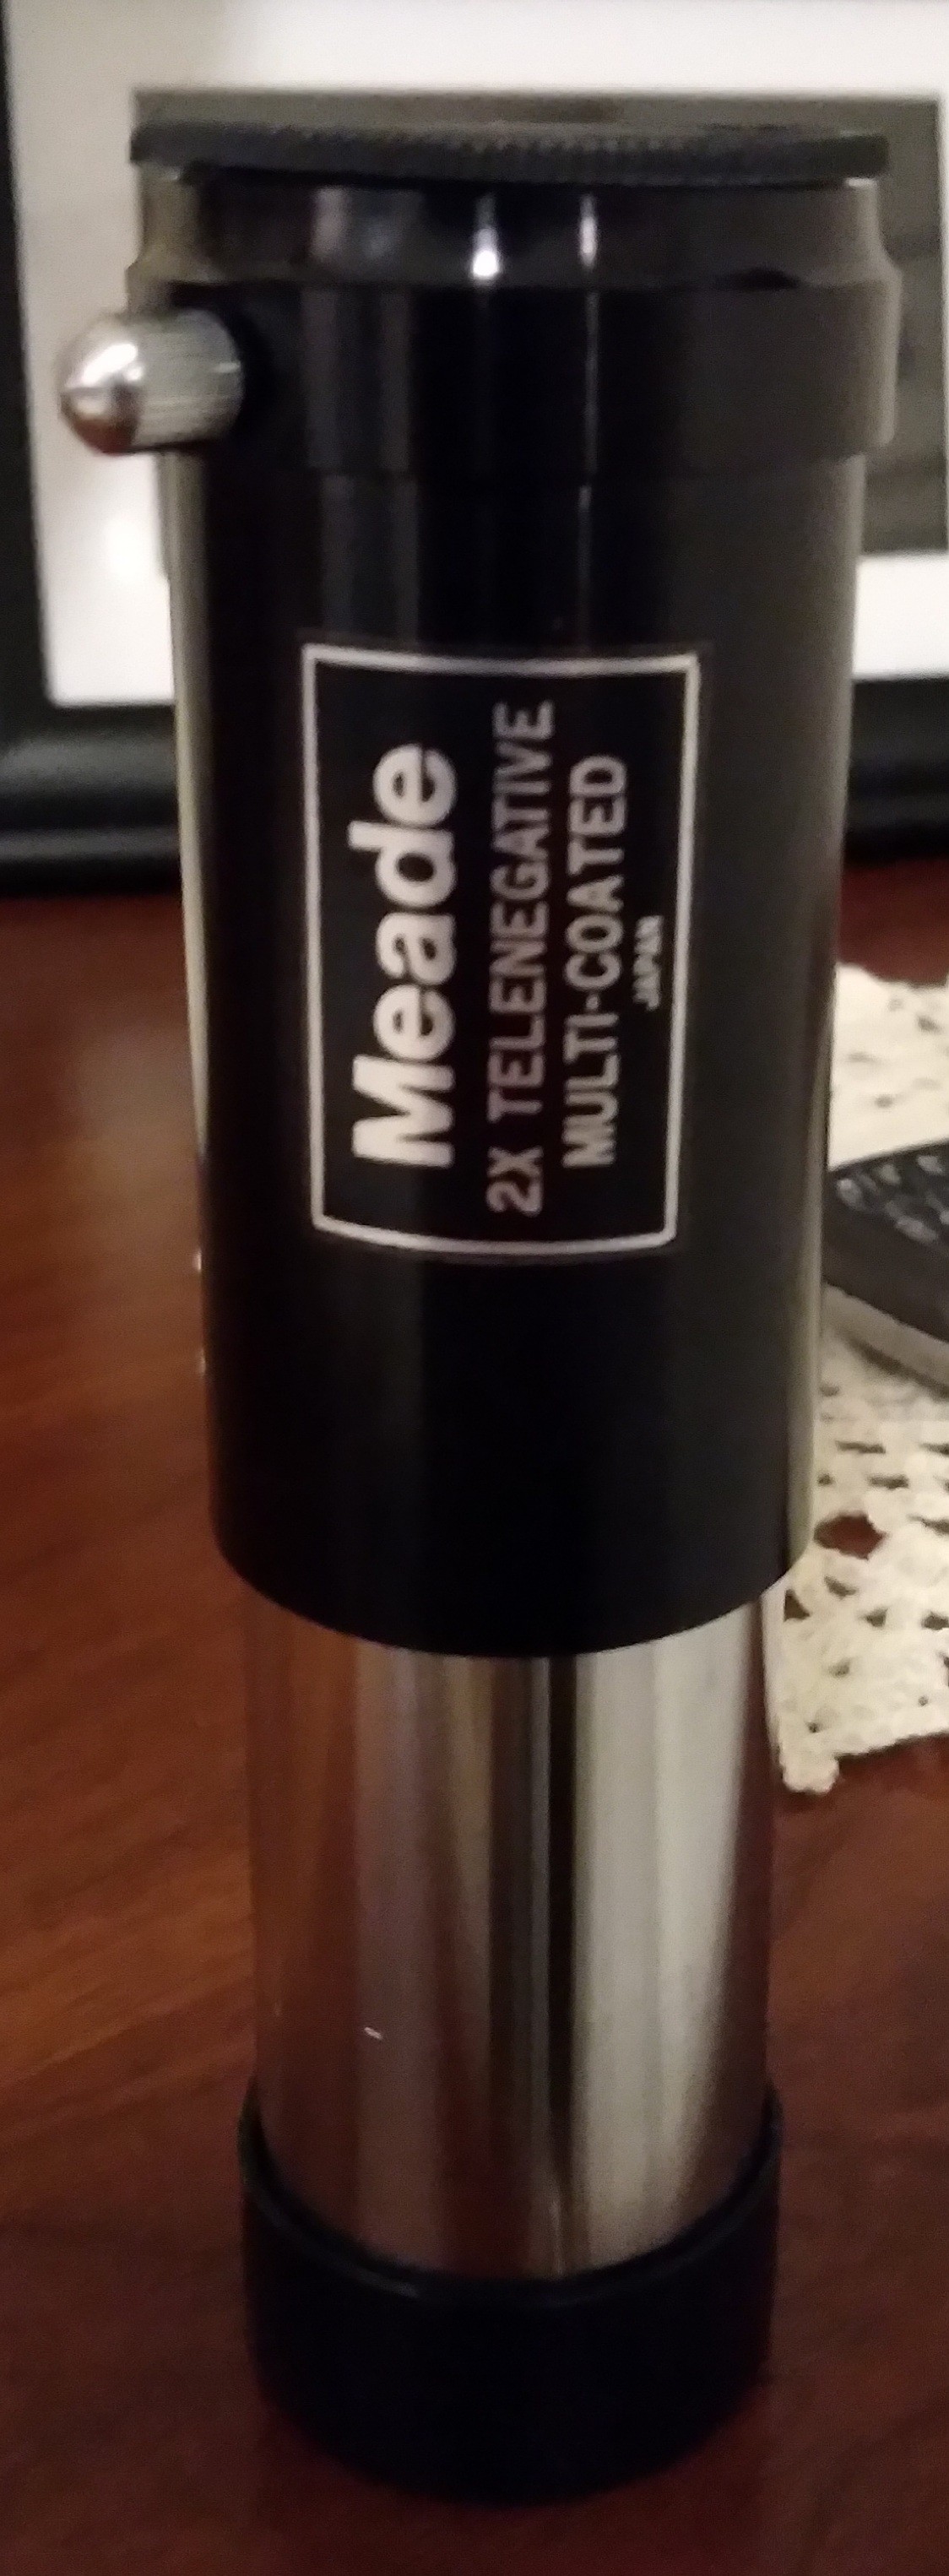 Meade
2X TELENEGATIVE
MULTI-COATED
JAPAN